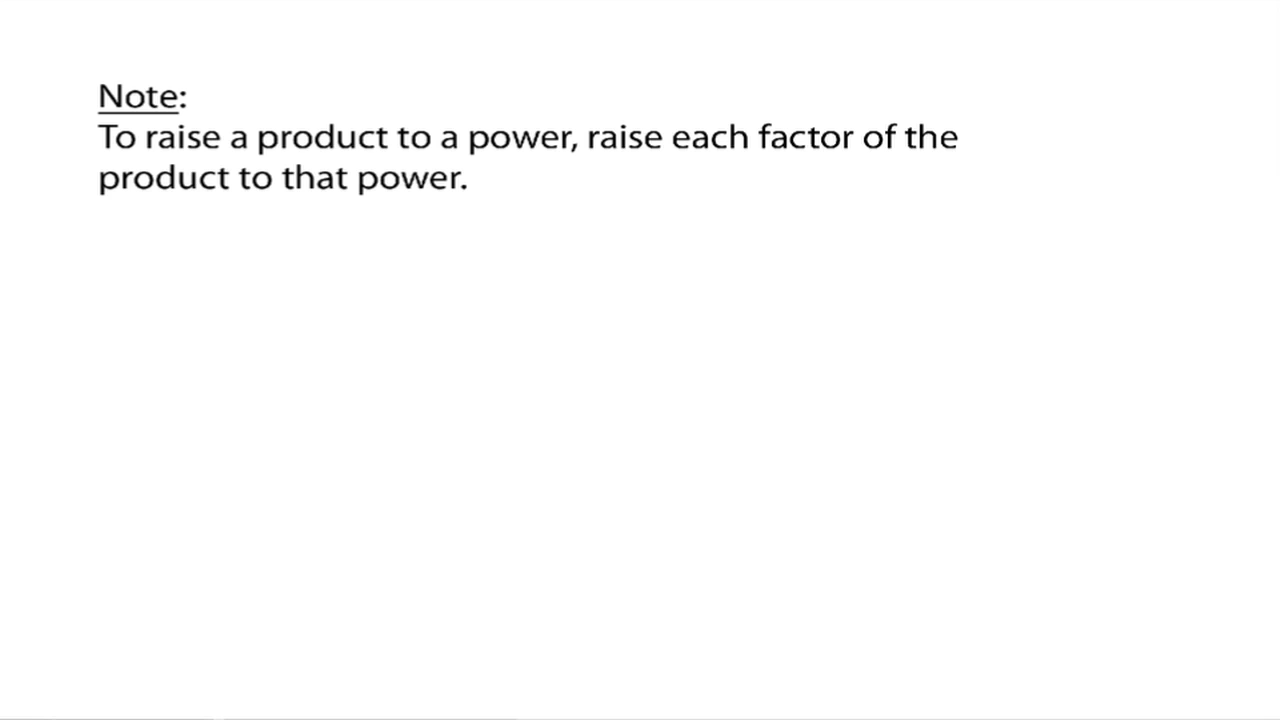 Note:
To raise a product to a power, raise each factor of the
product to that power.